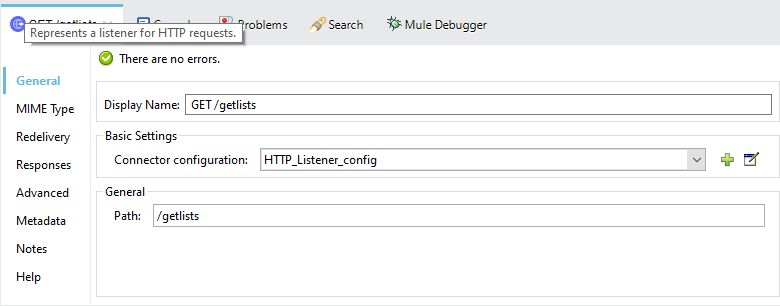 GET /getlists
Problems
Search
Mule Debugger
Represents a listener for HTTP requests.
There are no errors.
General
MIME Type
Redelivery
Responses
Advanced
Metadata
Notes
Help
Display Name: GET /getlists
Basic Settings
Connector configuration: HTTP_Listener_config
General
Path: /getlists